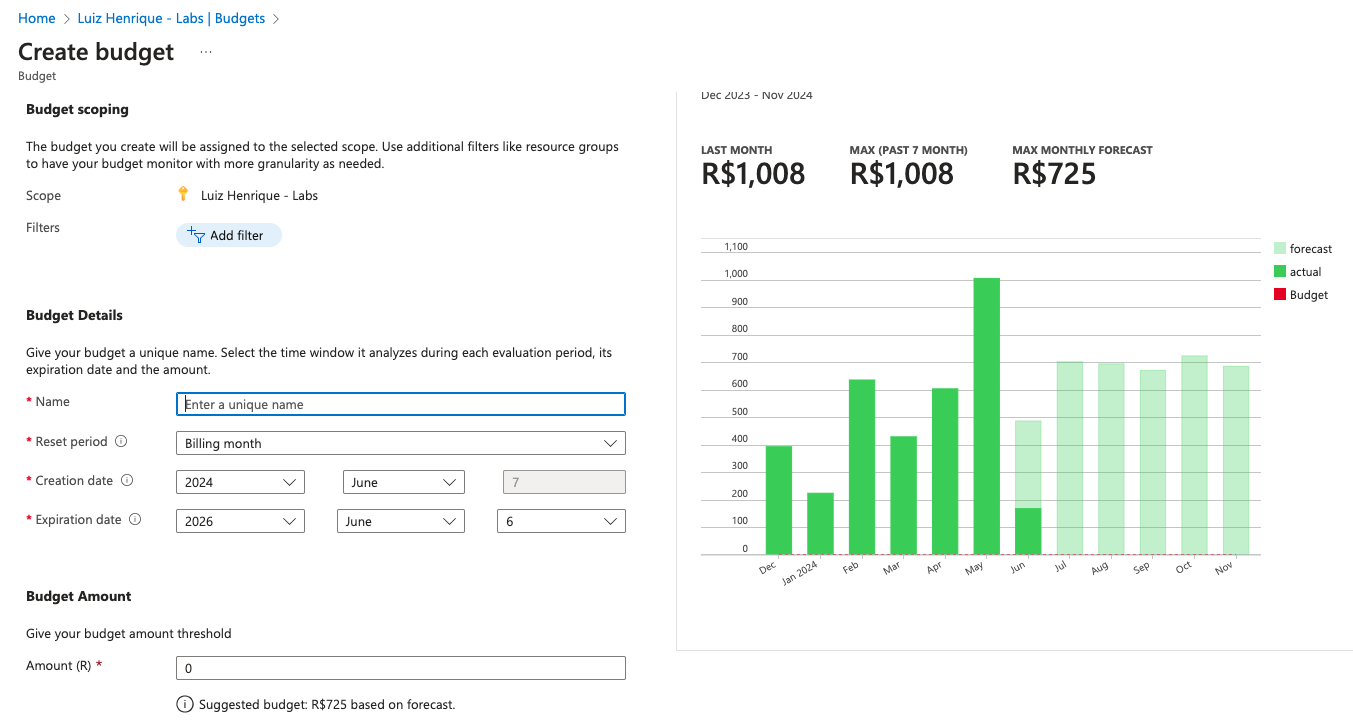 Home > Luiz Henrique - Labs | Budgets >
Create budget ...
Budget
Budget scoping
The budget you create will be assigned to the selected scope. Use additional filters like resource groups
to have your budget monitor with more granularity as needed.
Scope Luiz Henrique - Labs
Filters Add filter
Budget Details
Give your budget a unique name. Select the time window it analyzes during each evaluation period, its
expiration date and the amount.
* Name Enter a unique name
* Reset period Billing month
* Creation date 2024 June 7
* Expiration date 2026 June 6
Budget Amount
Give your budget amount threshold
Amount (R) * 0
Suggested budget: R$725 based on forecast.
Dec 2023 - Nov 2024
LAST MONTH MAX (PAST 7 MONTH) MAX MONTHLY FORECAST
R$1,008 R$1,008 R$725
1,100
1,000
900
800
700
600
500
400
300
200
100
0
Dec Jan 2024 Feb Mar Apr May Jun Jul Aug Sep Oct Nov
forecast
actual
Budget